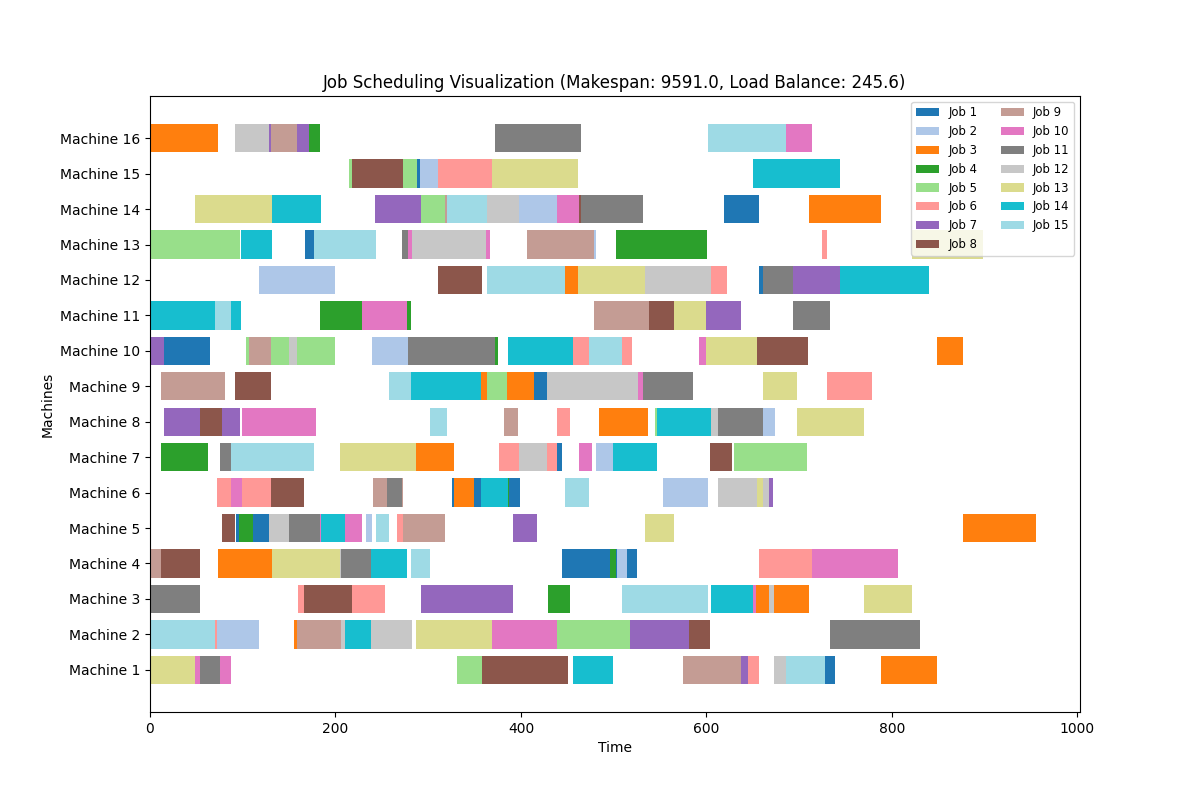 Job Scheduling Visualization (Makespan: 9591.0, Load Balance: 245.6)
Machines
Machine 16
Machine 15
Machine 14
Machine 13
Machine 12
Machine 11
Machine 10
Machine 9
Machine 8
Machine 7
Machine 6
Machine 5
Machine 4
Machine 3
Machine 2
Machine 1
Job 1
Job 2
Job 3
Job 4
Job 5
Job 6
Job 7
Job 8
Job 9
Job 10
Job 11
Job 12
Job 13
Job 14
Job 15
0 200 400 600 800 1000
Time